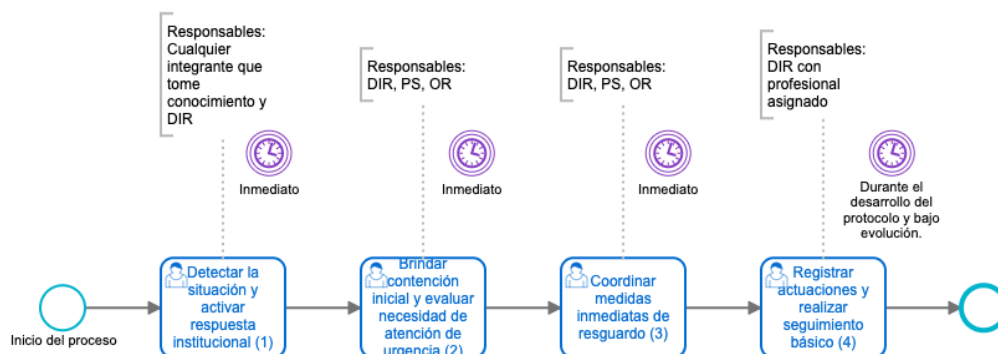 Responsables:
Cualquier
integrante que
tome
conocimiento y
DIR
Inmediato
Responsables:
DIR, PS, OR
Inmediato
Responsables:
DIR, PS, OR
Inmediato
Responsables:
DIR con
profesional
asignado
Durante el
desarrollo del
protocolo y bajo
evolución.
Inicio del proceso
Detectar la
situación y
activar
respuesta
institucional (1)
Brindar
contención
inicial y evaluar
necesidad de
atención de
urgencia (2)
Coordinar
medidas
inmediatas de
resguardo (3)
Registrar
actuaciones y
realizar
seguimiento
básico (4)